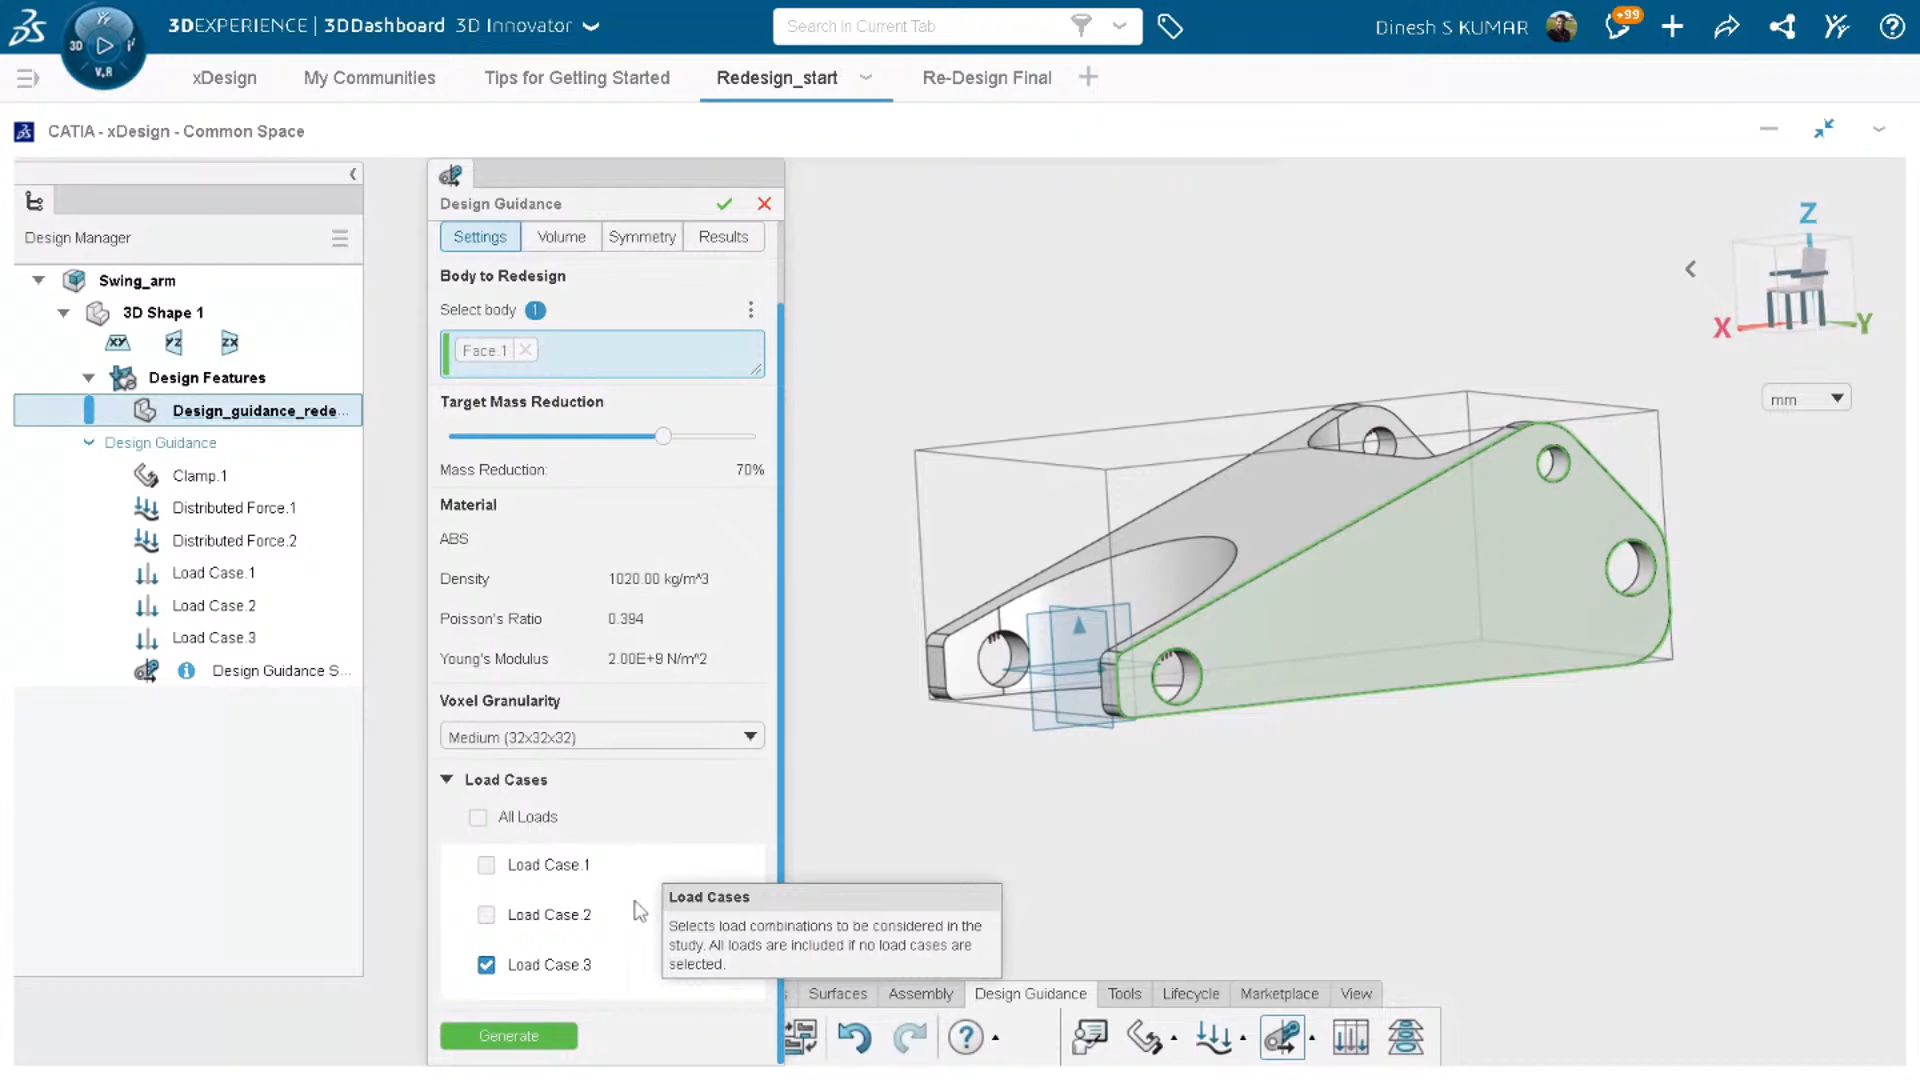 3DEXPERIENCE | 3DDashboard 3D Innovator
Search In Current Tab
Dinesh S KUMAR
+99
3D
V.R
xDesign
My Communities
Tips for Getting Started
Redesign_start
Re-Design Final
CATIA - xDesign - Common Space
Design Manager
Swing_arm
3D Shape 1
XY YZ ZX
Design Features
Design_guidance_rede...
Design Guidance
Clamp.1
Distributed Force.1
Distributed Force.2
Load Case.1
Load Case.2
Load Case.3
Design Guidance S...
Design Guidance
Settings Volume Symmetry Results
Body to Redesign
Select body 1
Face.1
Target Mass Reduction
Mass Reduction: 70%
Material
ABS
Density 1020.00 kg/m^3
Poisson's Ratio 0.394
Young's Modulus 2.00E+9 N/m^2
Voxel Granularity
Medium (32x32x32)
Load Cases
All Loads
Load Case.1
Load Case.2
Load Case.3
Generate
Load Cases
Selects load combinations to be considered in the
study. All loads are included if no load cases are
selected.
Z
X
Y
mm
Surfaces Assembly Design Guidance Tools Lifecycle Marketplace View